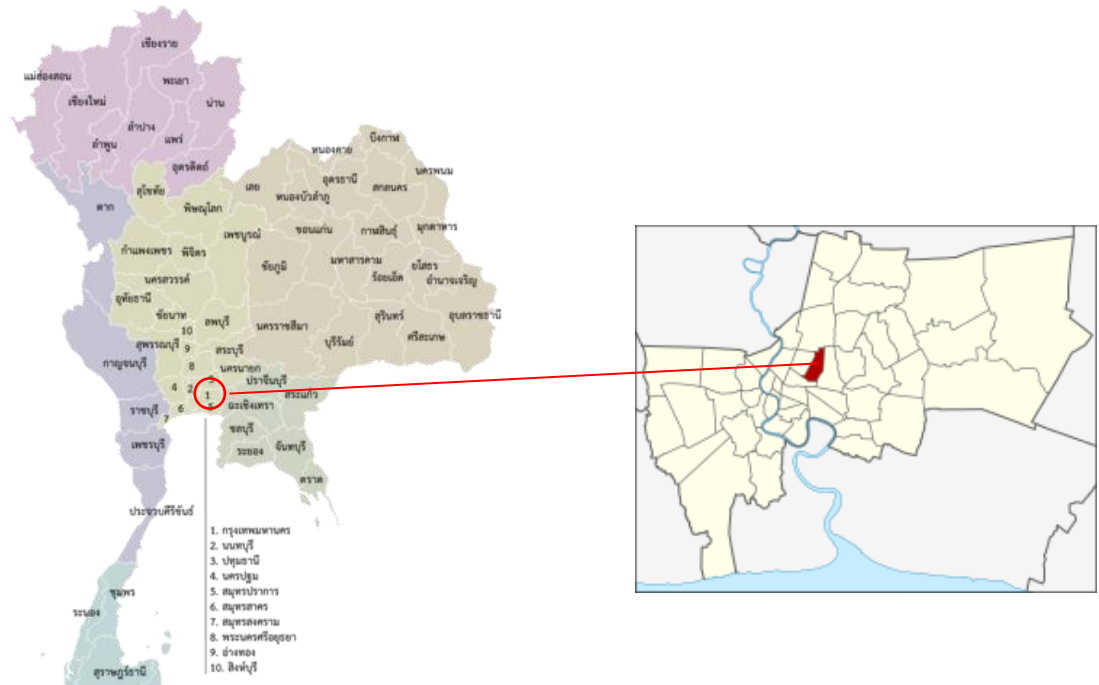 เชียงราย
แม่ฮ่องสอน
พะเยา
เชียงใหม่
น่าน
ลำปาง
แพร่
ลำพูน
อุตรดิตถ์
บึงกาฬ
หนองคาย
นครพนม
อุดรธานี
สกลนคร
เลย
หนองบัวลำภู
สุโขทัย
ตาก
พิษณุโลก
เพชรบูรณ์
ขอนแก่น
กาฬสินธุ์
มุกดาหาร
กำแพงเพชร
พิจิตร
ชัยภูมิ
มหาสารคาม
ร้อยเอ็ด
ยโสธร
อำนาจเจริญ
นครสวรรค์
อุทัยธานี
ชัยนาท
ลพบุรี
นครราชสีมา
บุรีรัมย์
สุรินทร์
ศรีสะเกษ
อุบลราชธานี
10
สุพรรณบุรี
9
สระบุรี
กาญจนบุรี
8
นครนายก
3
ปราจีนบุรี
4
2
1
สระแก้ว
ราชบุรี
6
5
ฉะเชิงเทรา
7
ชลบุรี
เพชรบุรี
ระยอง
จันทบุรี
ตราด
ประจวบคีรีขันธ์
1. กรุงเทพมหานคร
2. นนทบุรี
3. ปทุมธานี
4. นครปฐม
5. สมุทรปราการ
6. สมุทรสาคร
7. สมุทรสงคราม
8. พระนครศรีอยุธยา
9. อ่างทอง
10. สิงห์บุรี
ชุมพร
ระนอง
สุราษฎร์ธานี